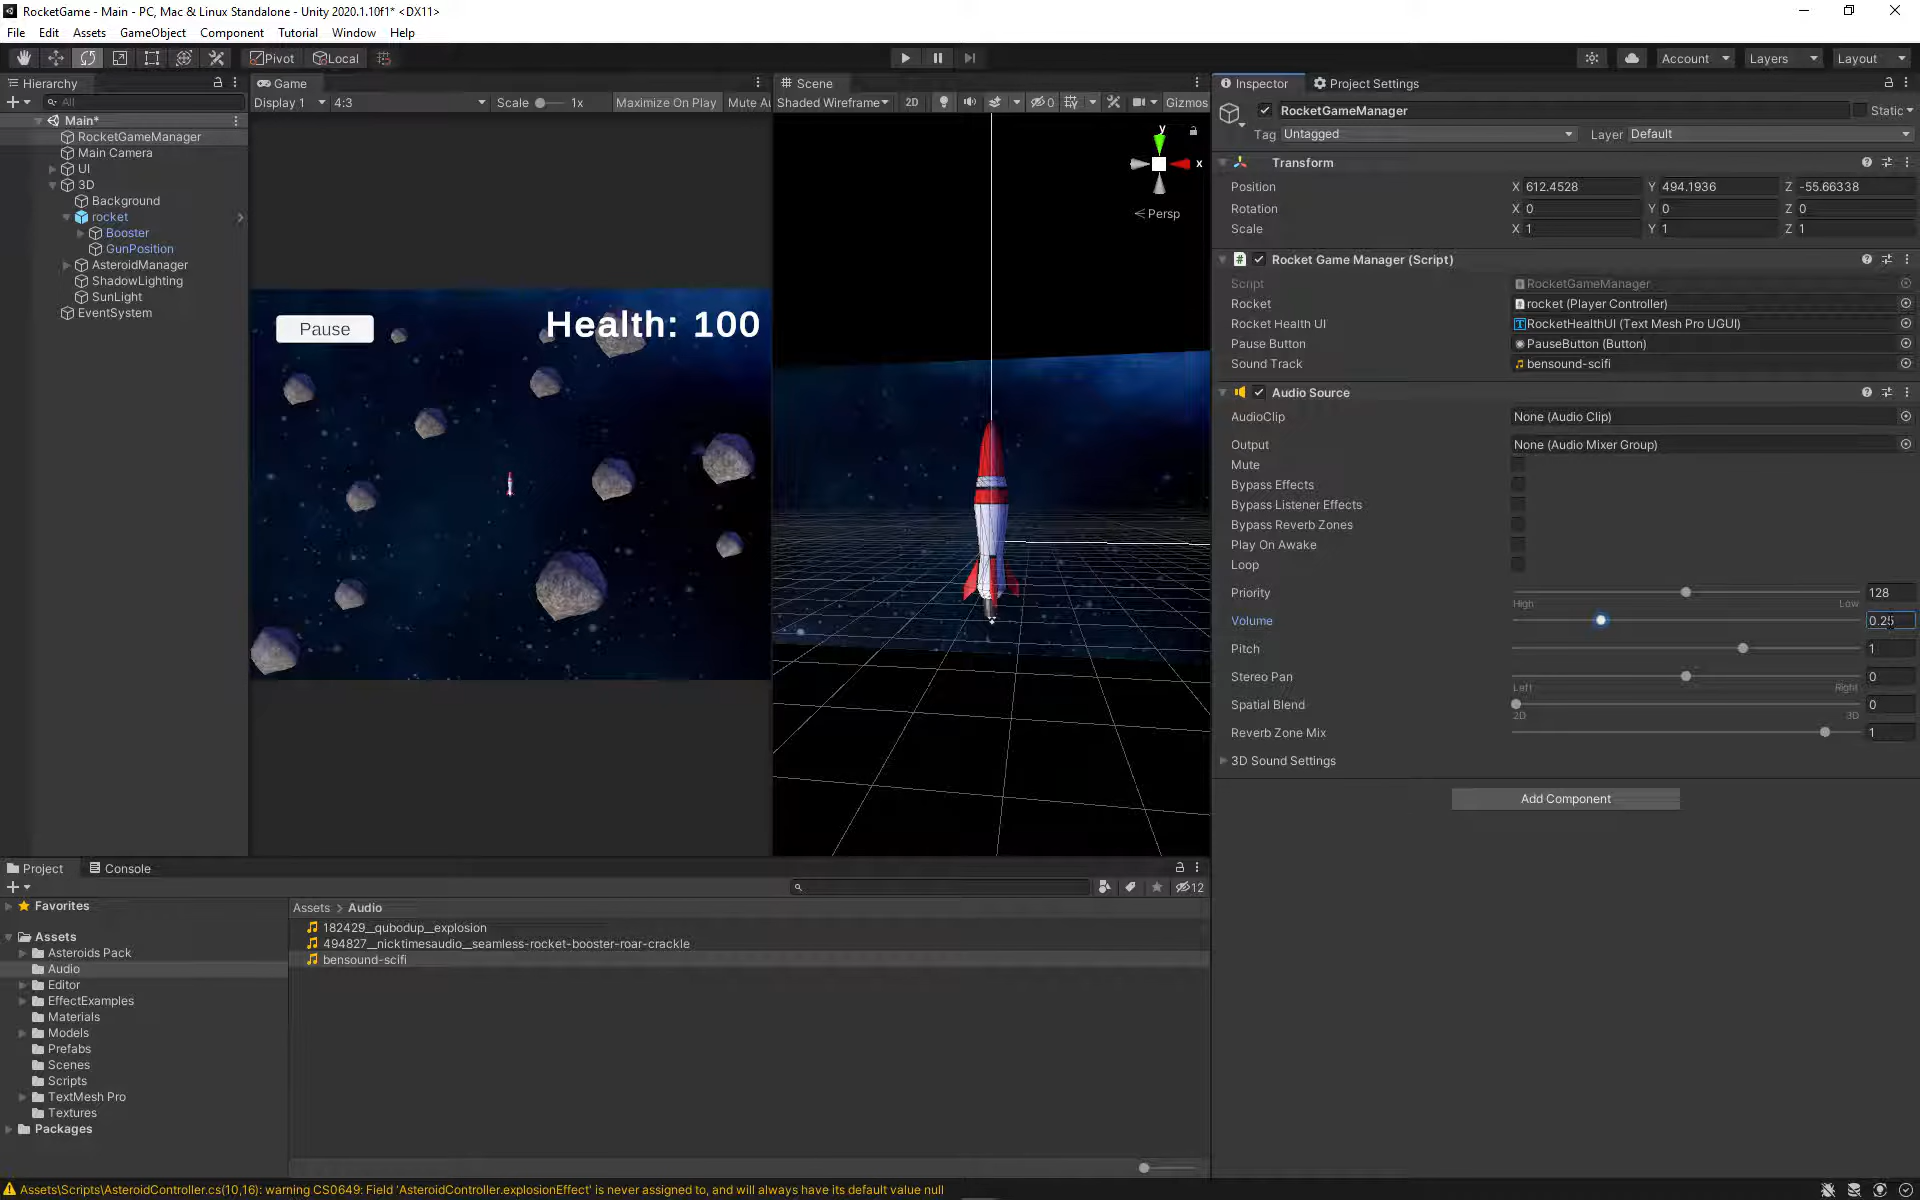 RocketGame - Main - PC, Mac & Linux Standalone - Unity 2020.1.10f1* <DX11>
File Edit Assets GameObject Component Tutorial Window Help
Pivot Local Account Layers Layout
Hierarchy
All
Main*
RocketGameManager
Main Camera
UI
3D
Background
rocket
Booster
GunPosition
AsteroidManager
ShadowLighting
SunLight
EventSystem
Game
Display 1 4:3 Scale 1x Maximize On Play Mute Au
Pause
Health: 100
Scene
Shaded Wireframe 2D 0 Gizmos
y
x
Persp
Inspector Project Settings
RocketGameManager Static
Tag Untagged Layer Default
Transform
Position X 612.4528 Y 494.1936 Z -55.66338
Rotation X 0 Y 0 Z 0
Scale X 1 Y 1 Z 1
# Rocket Game Manager (Script)
Script RocketGameManager
Rocket rocket (Player Controller)
Rocket Health UI RocketHealthUI (Text Mesh Pro UGUI)
Pause Button PauseButton (Button)
Sound Track bensound-scifi
Audio Source
AudioClip None (Audio Clip)
Output None (Audio Mixer Group)
Mute
Bypass Effects
Bypass Listener Effects
Bypass Reverb Zones
Play On Awake
Loop
Priority 128
High Low
Volume 0.25
Pitch 1
Stereo Pan 0
Left Right
Spatial Blend 0
2D 3D
Reverb Zone Mix 1
3D Sound Settings
Add Component
Project Console
12
Favorites
Assets
Asteroids Pack
Audio
Editor
EffectExamples
Materials
Models
Prefabs
Scenes
Scripts
TextMesh Pro
Textures
Packages
Assets > Audio
182429__qubodup__explosion
494827__nicktimesaudio__seamless-rocket-booster-roar-crackle
bensound-scifi
Assets\Scripts\AsteroidController.cs(10,16): warning CS0649: Field 'AsteroidController.explosionEffect' is never assigned to, and will always have its default value null